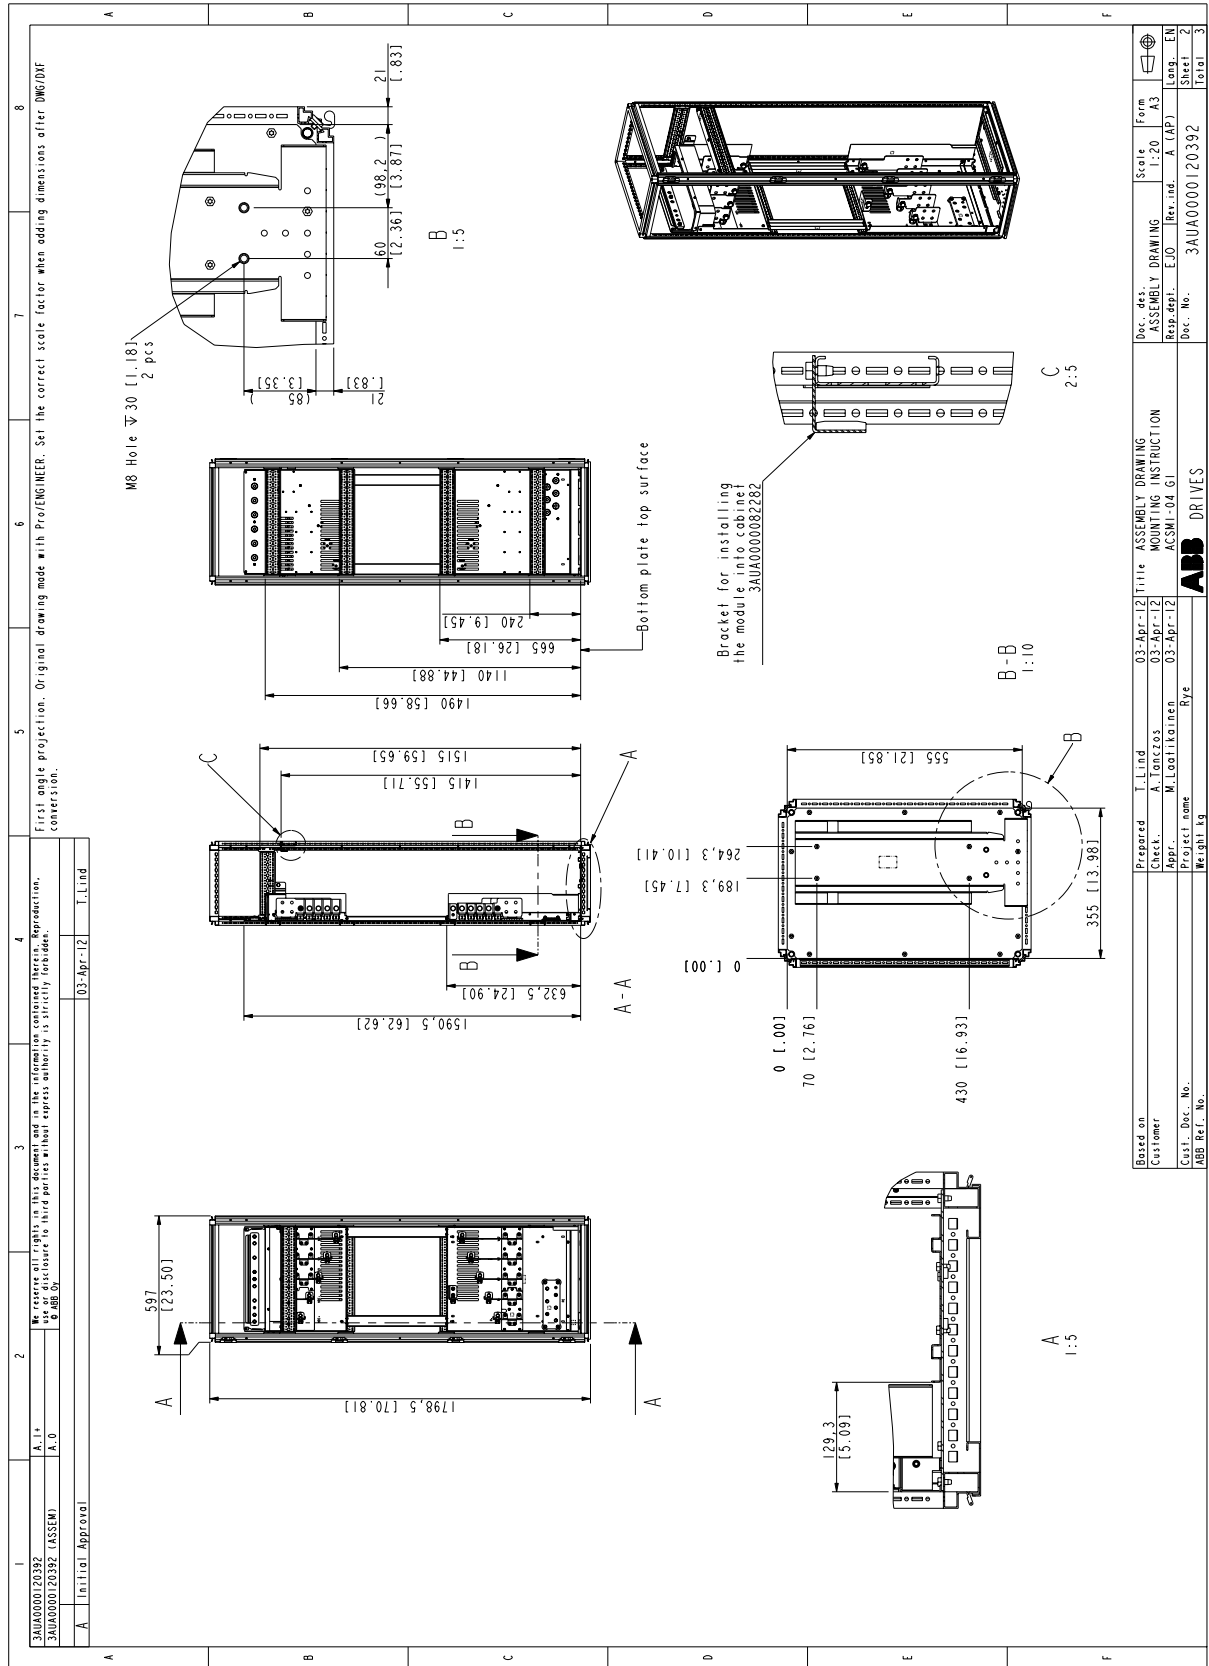 1 2 3 4 5 6 7 8
A B C D E F
3AUA0000120392
A.1+
3AUA0000120392 (ASSEM)
A.0
We reserve all rights in this document and in the information contained therein. Reproduction,
use or disclosure to third parties without express authority is strictly forbidden.
© ABB Oy
First angle projection. Original drawing made with Pro/ENGINEER. Set the correct scale factor when adding dimensions after DWG/DXF
conversion.
A Initial Approval 03-Apr-12 T.Lind
597
[23.50]
A
A
1798,5 [70.81]
C
A
B
B
1515 [59.65]
1415 [55.71]
632,5 [24.90]
1590,5 [62.62]
A-A
240 [9.45]
665 [26.18]
1140 [44.88]
1490 [58.66]
Bottom plate top surface
M8 Hole ↧30 [1.18]
2 pcs
(85 )
[3.35]
21
[.83]
60
[2.36]
(98,2 )
[3.87]
21
[.83]
B
1:5
129,3
[5.09]
A
1:5
0 [.00]
70 [2.76]
430 [16.93]
0 [.00]
189,3 [7.45]
264,3 [10.41]
355 [13.98]
555 [21.85]
B
B-B
1:10
Bracket for installing
the module into cabinet
3AUA0000082282
C
2:5
Based on
Customer
Cust. Doc. No.
ABB Ref. No.
Prepared T.Lind 03-Apr-12
Check. A.Tanczos 03-Apr-12
Appr. M.Laatikainen 03-Apr-12
Project name Rye
Weight kg
Title ASSEMBLY DRAWING
MOUNTING INSTRUCTION
ACSM1-04 G1
ABB DRIVES
Doc. des.
ASSEMBLY DRAWING
Scale
1:20
Form
A3
Resp.dept. EJO
Rev.ind. A (AP)
Lang. EN
Doc. No.
3AUA0000120392
Sheet 2
Total 3
A B C D E F